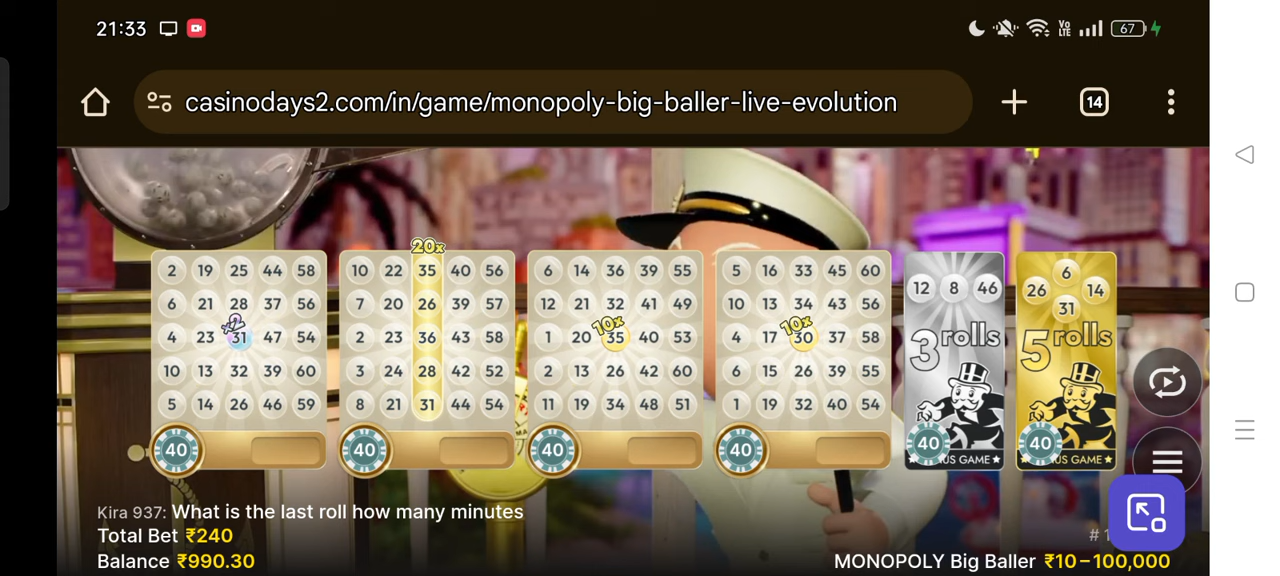 21:33 Vo LTE 67
casinodays2.com/in/game/monopoly-big-baller-live-evolution 14
20x
2 19 25 44 58 10 22 35 40 56 6 14 36 39 55 5 16 33 45 60
12 8 46 6 26 14 31
6 21 28 37 56 7 20 26 39 57 12 21 32 41 49 10 13 34 43 56
x2 10x 10x
4 23 31 47 54 2 23 36 43 58 1 20 35 40 53 4 17 30 37 58
3 rolls 5 rolls
10 13 32 39 60 3 24 28 42 52 2 13 26 42 60 6 15 26 39 55
5 14 26 46 59 8 21 31 44 54 11 19 34 48 51 1 19 32 40 54
40 40 40 40 40 40
US GAME US GAME
Kira 937: What is the last roll how many minutes
Total Bet ₹240
#
Balance ₹990.30
MONOPOLY Big Baller ₹10–100,000